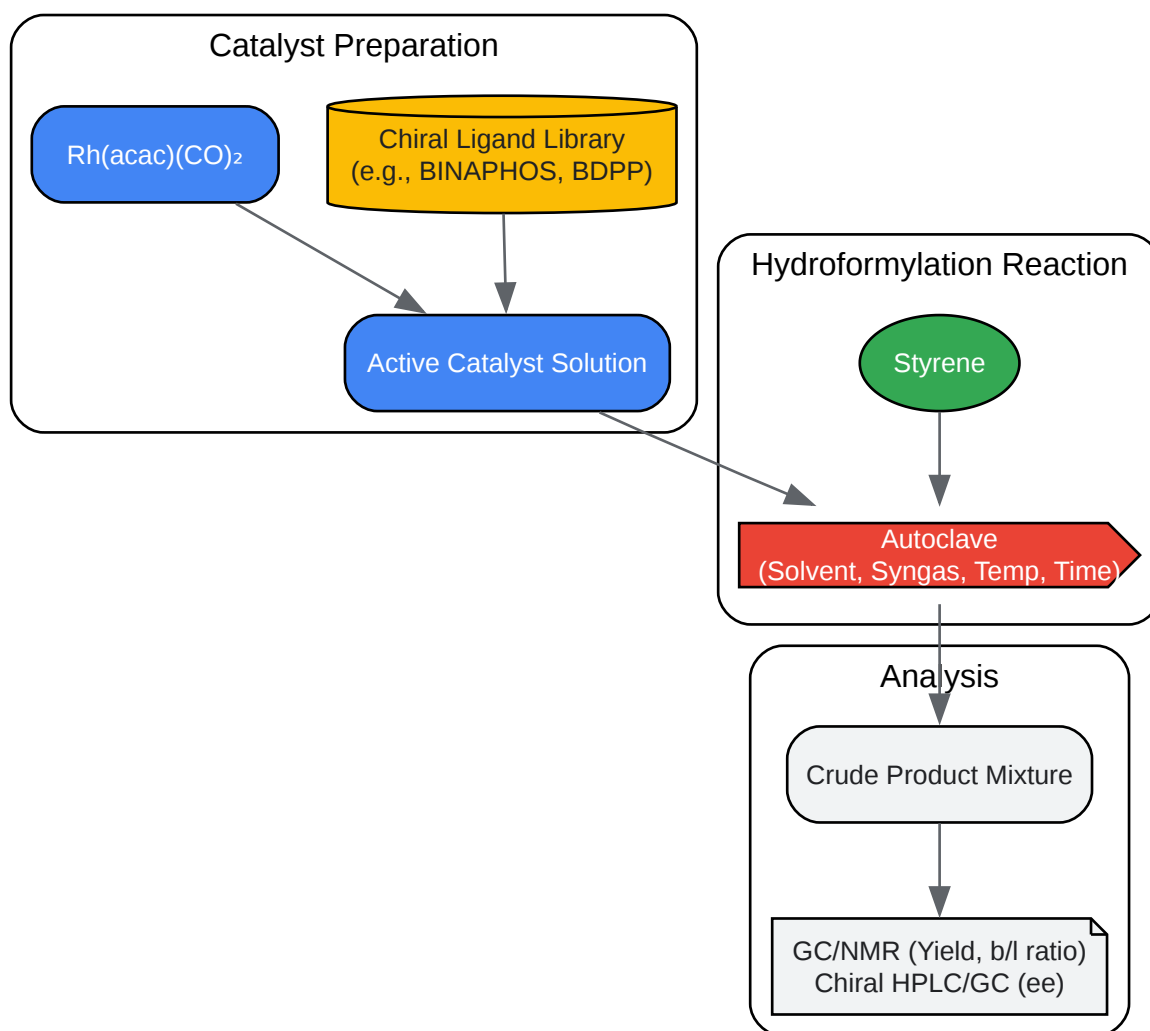 Catalyst Preparation
Rh(acac)(CO)₂
Chiral Ligand Library
(e.g., BINAPHOS, BDPP)
Active Catalyst Solution
Hydroformylation Reaction
Styrene
Autoclave
(Solvent, Syngas, Temp, Time)
Analysis
Crude Product Mixture
GC/NMR (Yield, b/l ratio)
Chiral HPLC/GC (ee)